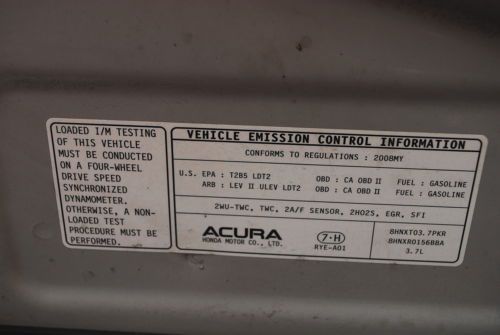 LOADED I/M TESTING
OF THIS VEHICLE
MUST BE CONDUCTED
ON A FOUR-WHEEL
DRIVE SPEED
SYNCHRONIZED
DYNAMOMETER.
OTHERWISE, A NON-
LOADED TEST
PROCEDURE MUST BE
PERFORMED.
VEHICLE EMISSION CONTROL INFORMATION
CONFORMS TO REGULATIONS : 2008MY
U.S. EPA : T2B5 LDT2 OBD : CA OBD II FUEL : GASOLINE
ARB : LEV II ULEV LDT2 OBD : CA OBD II FUEL : GASOLINE
2WU-TWC, TWC, 2A/F SENSOR, 2HO2S, EGR, SFI
ACURA
HONDA MOTOR CO., LTD.
7-H
RYE-A01
8HNXT03.7PKR
8HNXR0156BBA
3.7L